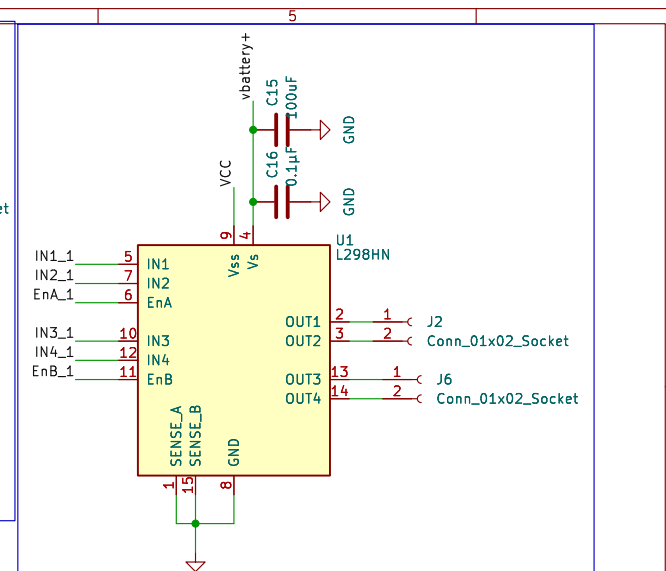 5
vbattery+
C15
100uF
GND
C16
0.1µF
GND
VCC
9
4
U1
L298HN
Vss
Vs
et
IN1_1
5
IN1
IN2_1
7
IN2
EnA_1
6
EnA
OUT1
2
1
J2
IN3_1
10
IN3
OUT2
3
2
Conn_01x02_Socket
IN4_1
12
IN4
EnB_1
11
EnB
OUT3
13
1
J6
OUT4
14
2
Conn_01x02_Socket
SENSE_A
SENSE_B
GND
1
15
8